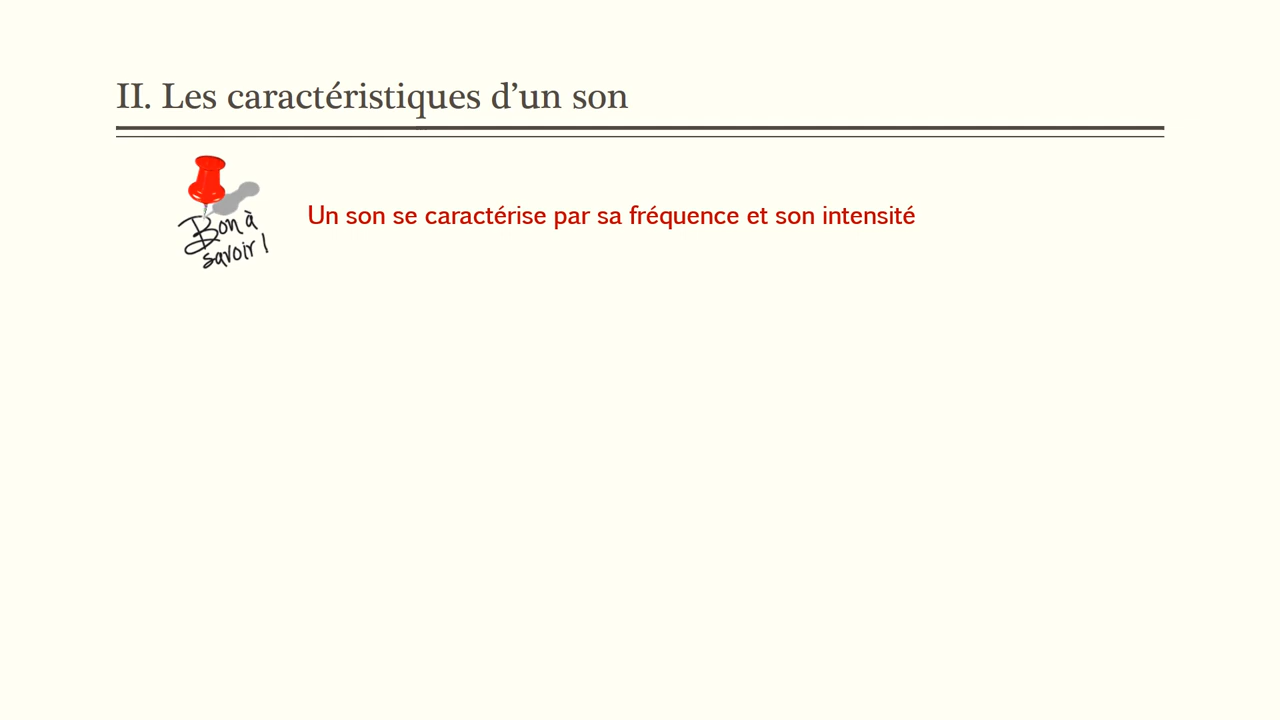 II. Les caractéristiques d’un son
Bon à
savoir !
Un son se caractérise par sa fréquence et son intensité